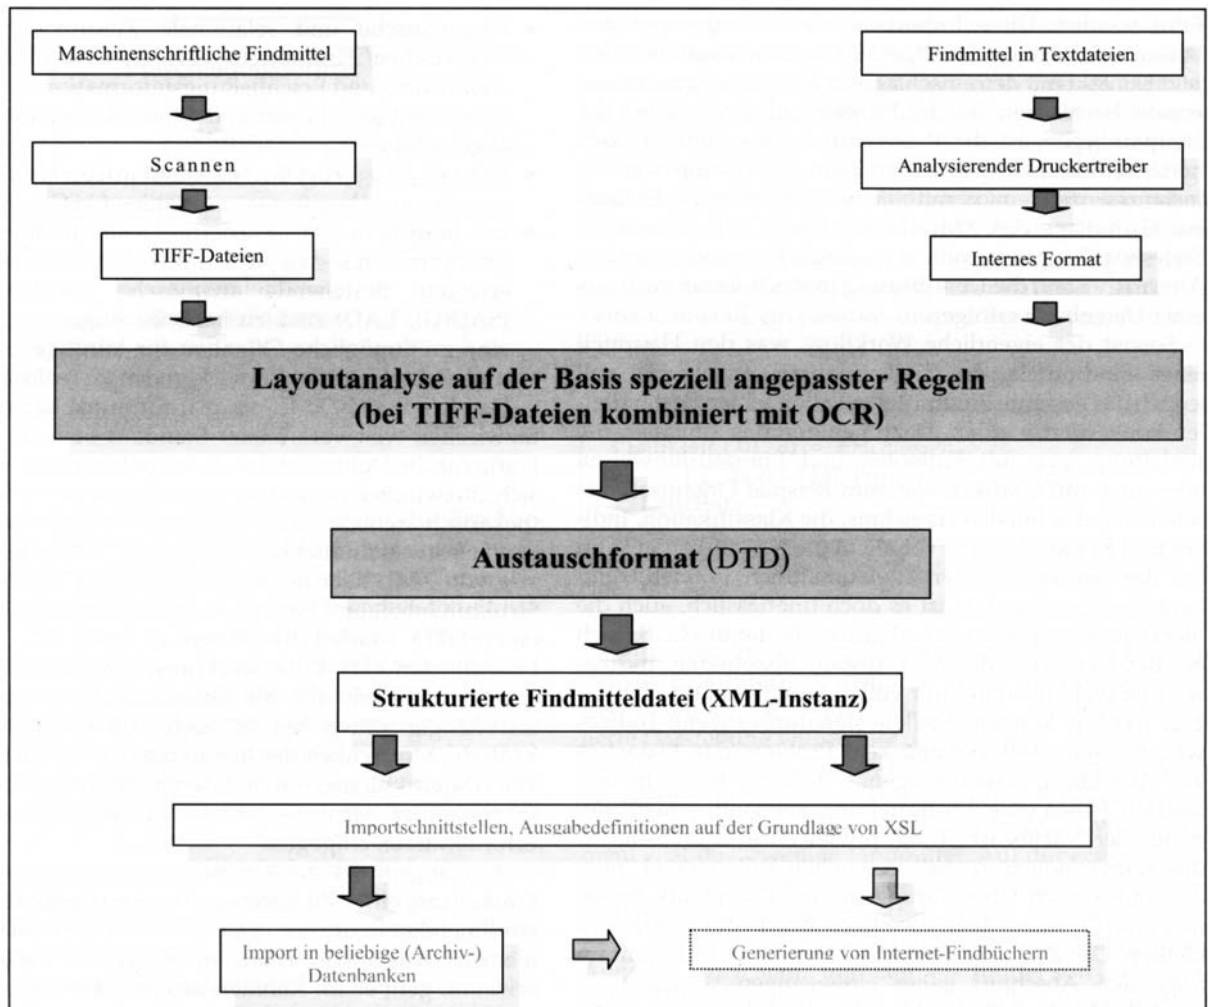 Maschinenschriftliche Findmittel
Findmittel in Textdateien
Scannen
Analysierender Druckertreiber
TIFF-Dateien
Internes Format
Layoutanalyse auf der Basis speziell angepasster Regeln
(bei TIFF-Dateien kombiniert mit OCR)
Austauschformat (DTD)
Strukturierte Findmitteldatei (XML-Instanz)
Importschnittstellen, Ausgabedefinitionen auf der Grundlage von XSL
Import in beliebige (Archiv-)
Datenbanken
Generierung von Internet-Findbüchern